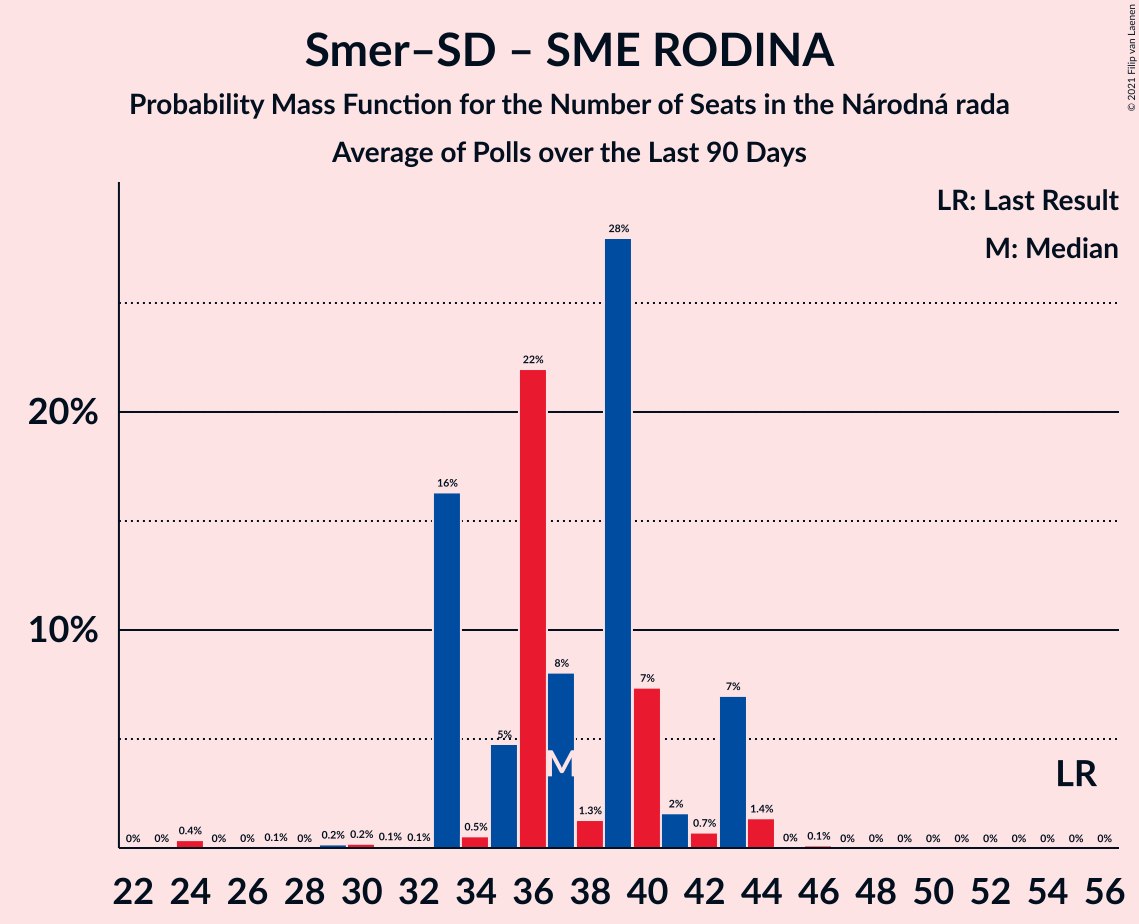 Smer–SD – SME RODINA
Probability Mass Function for the Number of Seats in the Národná rada
Average of Polls over the Last 90 Days
© 2021 Filip van Laenen
LR: Last Result
M: Median
28%
22%
20%
16%
10%
8%
7%
7%
5%
M
LR
0% 0% 0.4% 0% 0% 0.1% 0% 0.2% 0.2% 0.1% 0.1% 0.5% 1.3% 2% 0.7% 1.4% 0% 0.1% 0% 0% 0% 0% 0% 0% 0% 0% 0% 0%
22 24 26 28 30 32 34 36 38 40 42 44 46 48 50 52 54 56